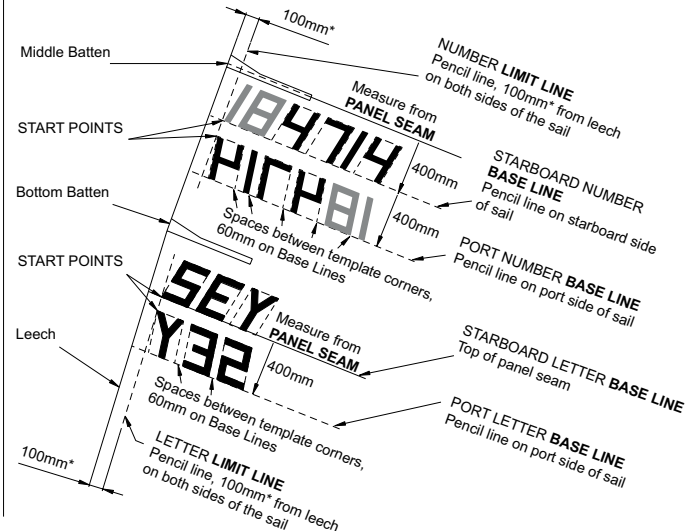 100mm*
Middle Batten
NUMBER LIMIT LINE
Pencil line, 100mm* from leech
on both sides of the sail
Measure from
PANEL SEAM
START POINTS
184714
400mm
STARBOARD NUMBER
BASE LINE
Pencil line on starboard side
of sail
184714
400mm
Bottom Batten
Spaces between template corners,
60mm on Base Lines
PORT NUMBER BASE LINE
Pencil line on port side of sail
START POINTS
SEY
Measure from
PANEL SEAM
STARBOARD LETTER BASE LINE
Top of panel seam
Leech
SEY
400mm
Spaces between template corners,
60mm on Base Lines
PORT LETTER BASE LINE
Pencil line on port side of sail
100mm*
LETTER LIMIT LINE
Pencil line, 100mm* from leech
on both sides of the sail